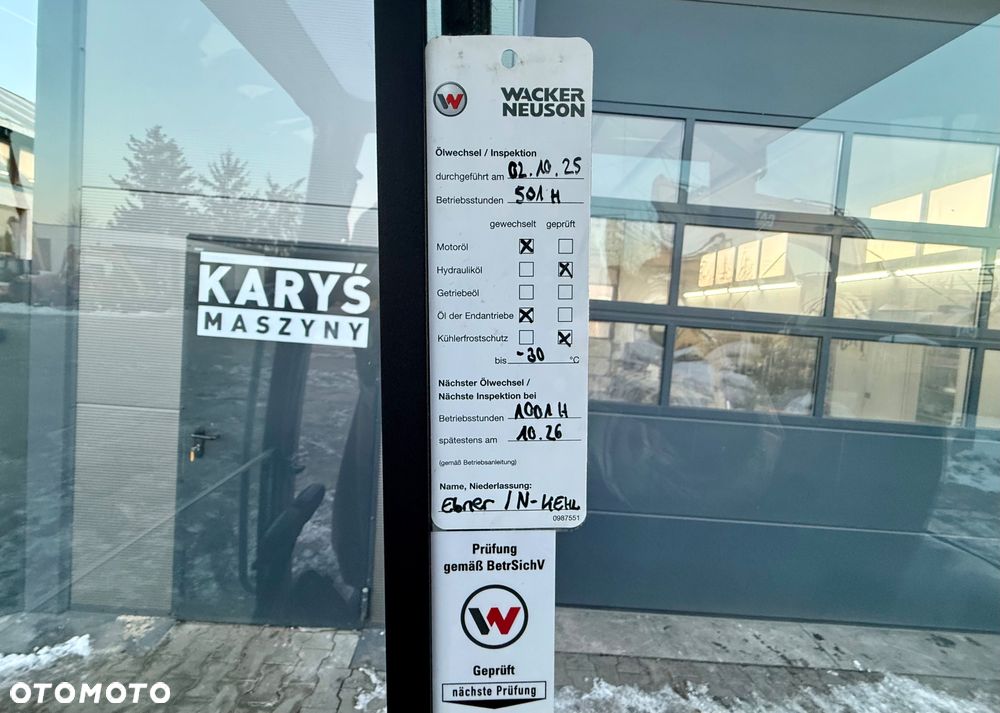 WACKER
NEUSON
Ölwechsel / Inspektion
durchgeführt am 02.10.25
Betriebsstunden 501 H
gewechselt geprüft
Motoröl X
Hydrauliköl X
Getriebeöl
Öl der Endantriebe X
Kühlerfrostschutz X
bis -30 °C
Nächster Ölwechsel /
Nächste Inspektion bei
Betriebsstunden 1001 H
spätestens am 10.26
(gemäß Betriebsanleitung)
Name, Niederlassung:
Ebner / N-KEHL
0987551
Prüfung
gemäß BetrSichV
Geprüft
nächste Prüfung
KARYŚ
MASZYNY
OTOMOTO